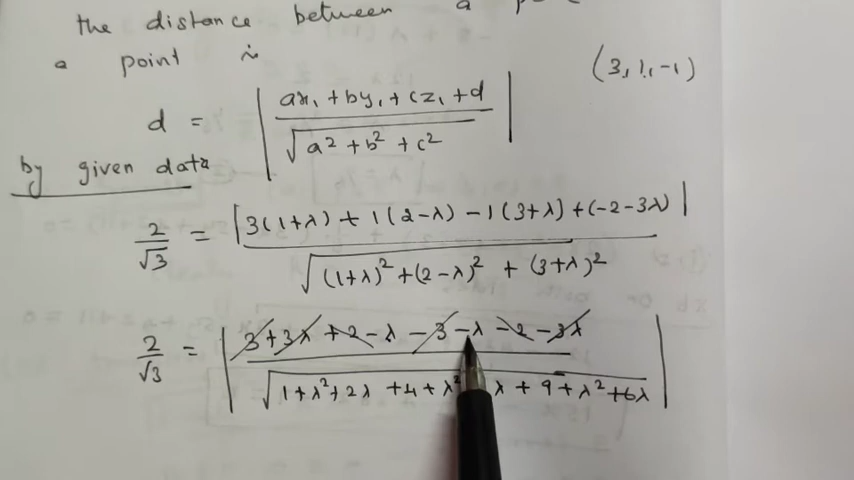 the distance between a
a point is
(3, 1, -1)
d = | ax₁ + by₁ + cz₁ + d / √a² + b² + c² |
by given data
2/√3 = |3(1+λ) + 1(2-λ) - 1(3+λ) + (-2-3λ)| / √(1+λ)² + (2-λ)² + (3+λ)²
2/√3 = | 3+3λ +2 -λ -3 -λ -2 -3λ / √1+λ²+2λ +4+λ² λ + 9+λ²+6λ |